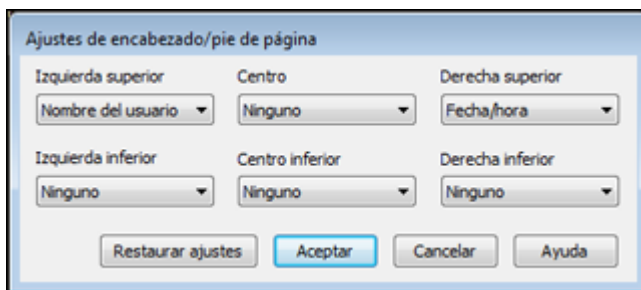 Ajustes de encabezado/pie de página
Izquierda superior Centro Derecha superior
Nombre del usuario Ninguno Fecha/hora
Izquierda inferior Centro inferior Derecha inferior
Ninguno Ninguno Ninguno
Restaurar ajustes Aceptar Cancelar Ayuda